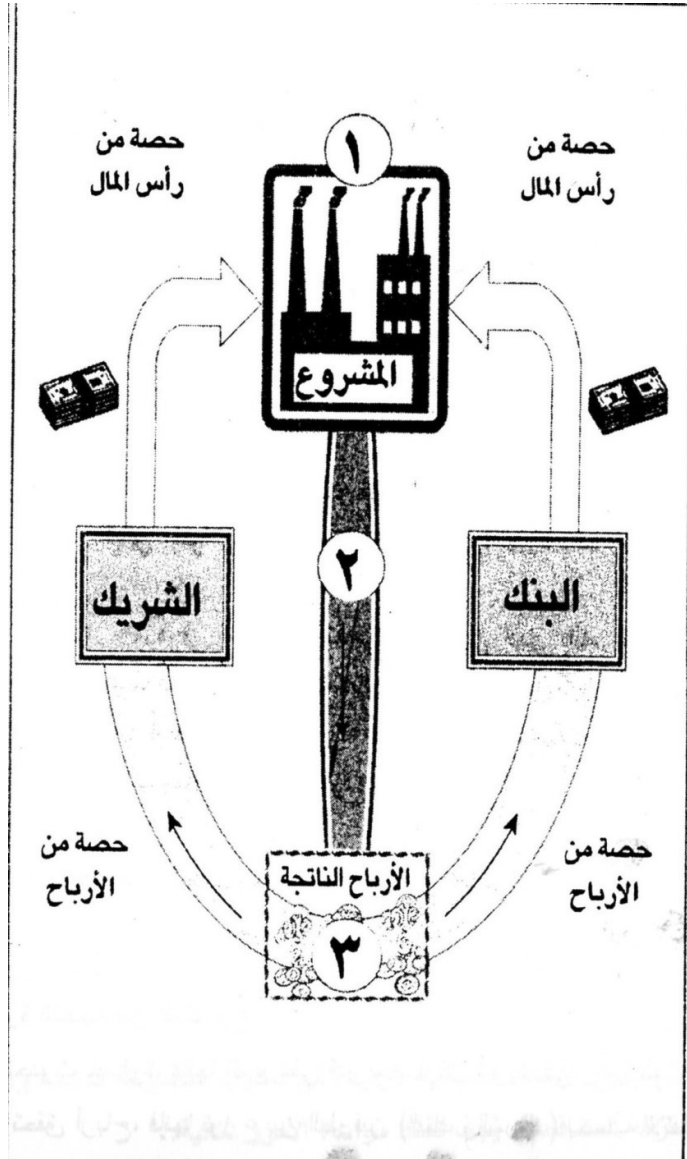 ١
حصة من
رأس المال
حصة من
رأس المال
المشروع
٢
البنك
الشريك
حصة من
الأرباح
حصة من
الأرباح
الأرباح الناتجة
٣